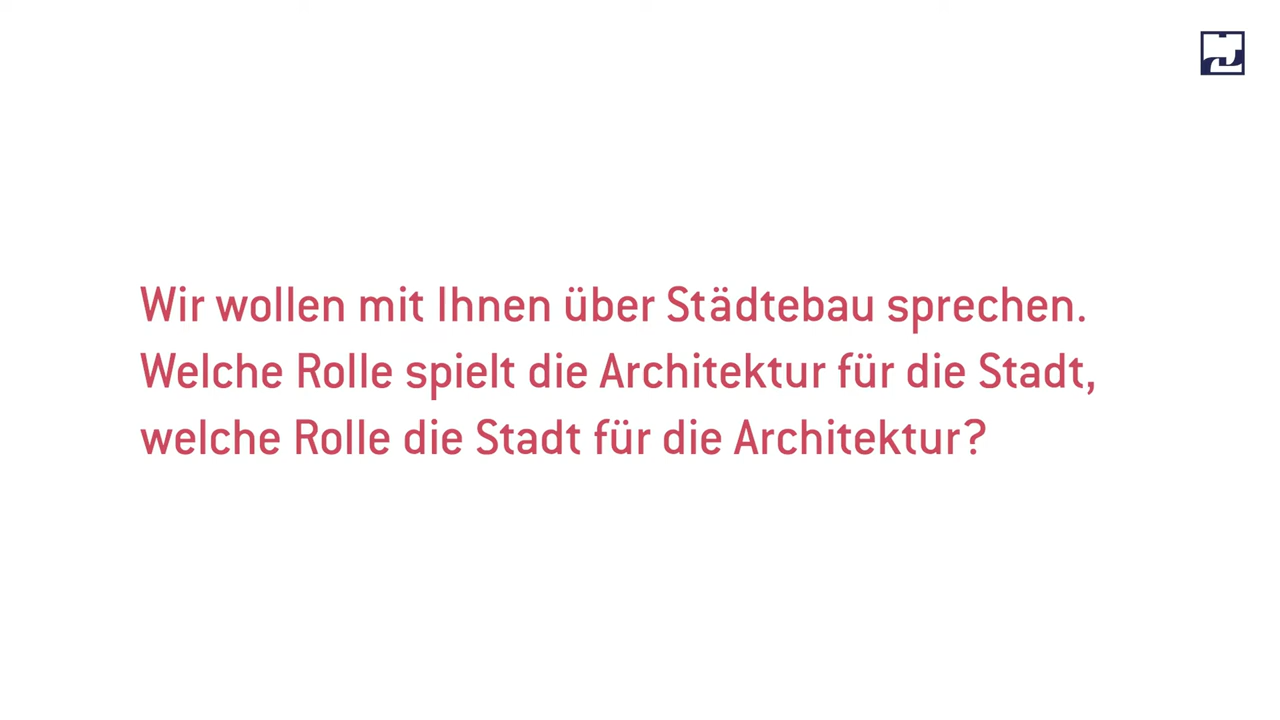 Wir wollen mit Ihnen über Städtebau sprechen.
Welche Rolle spielt die Architektur für die Stadt,
welche Rolle die Stadt für die Architektur?